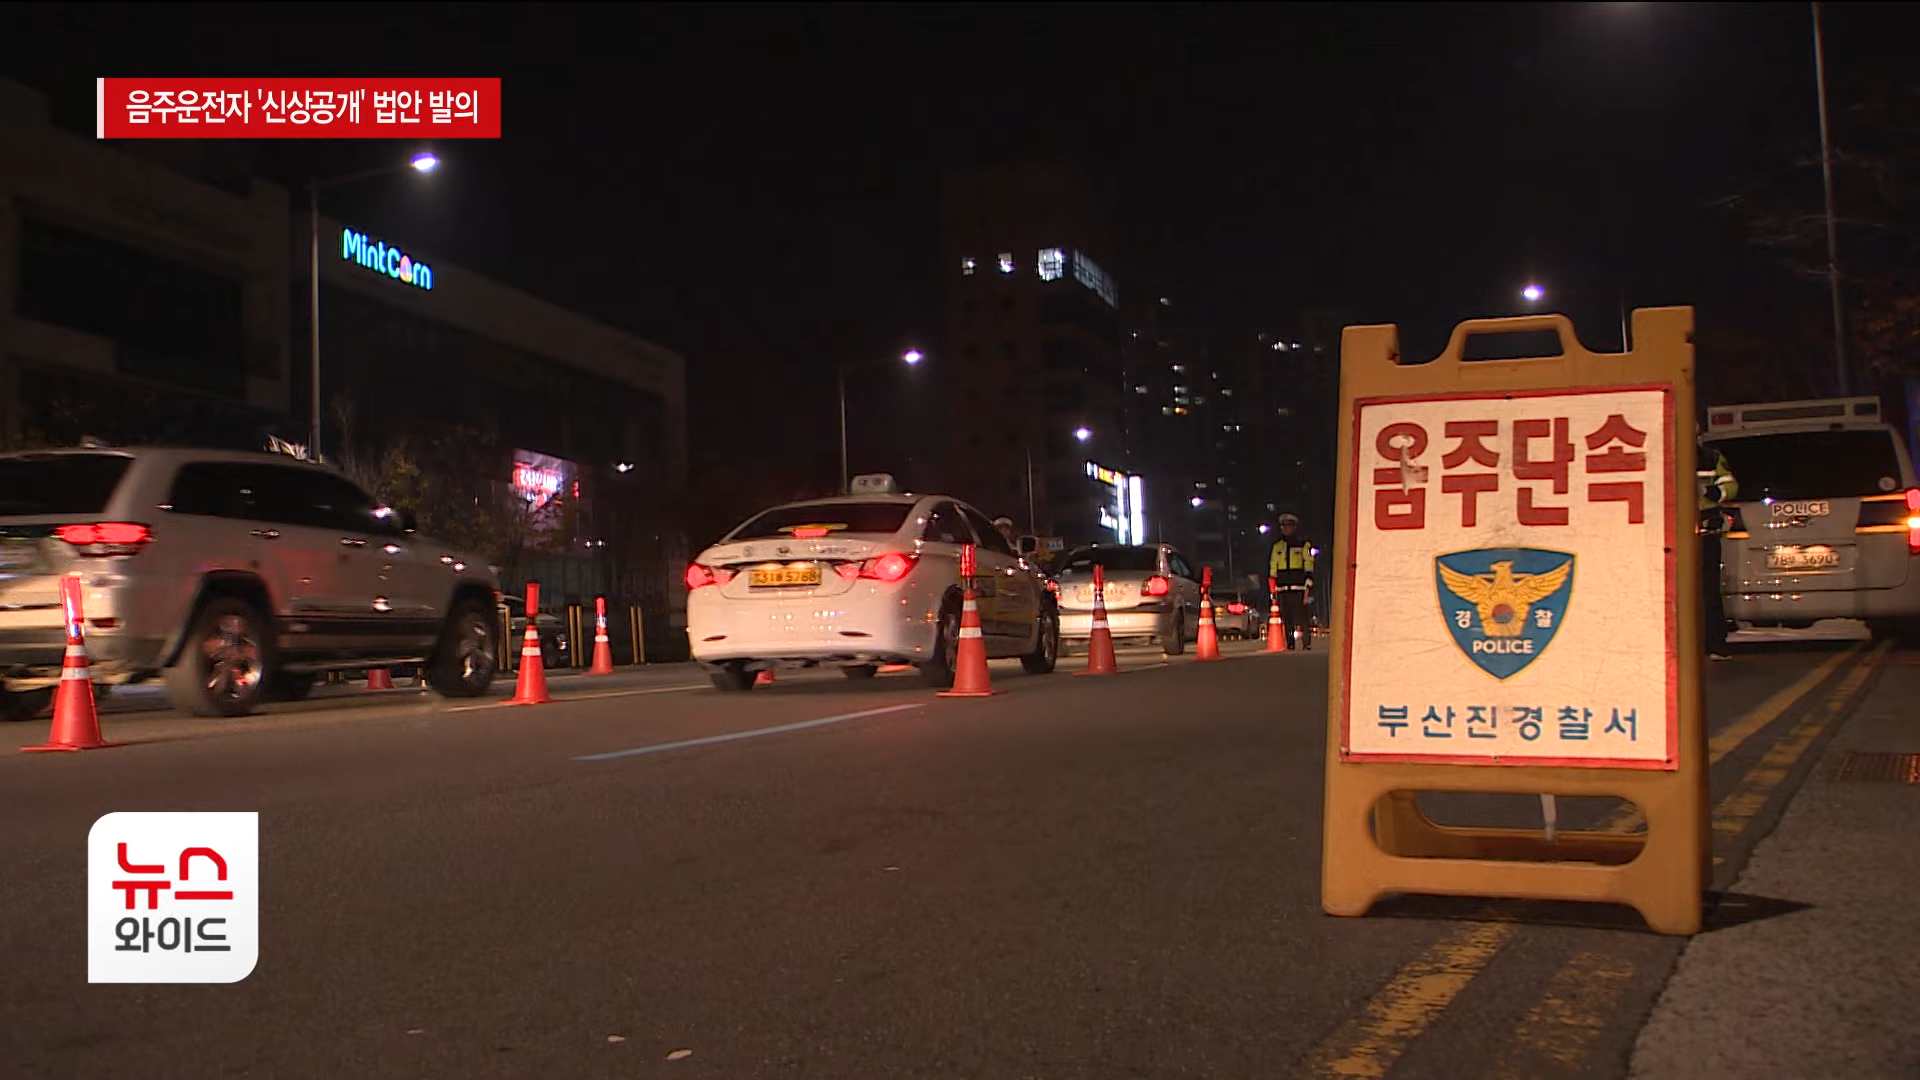 음주운전자 '신상공개' 법안 발의
MintCorn
음주단속
경 찰
POLICE
부산진경찰서
POLICE
뉴스
와이드